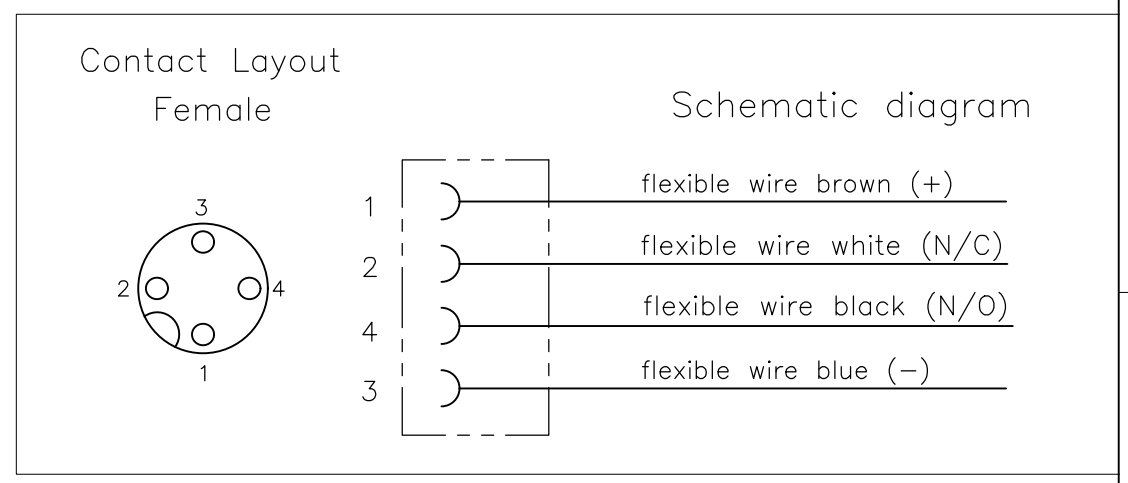 Contact Layout
Female
3
2
4
1
Schematic diagram
1 flexible wire brown (+)
2 flexible wire white (N/C)
4 flexible wire black (N/O)
3 flexible wire blue (-)